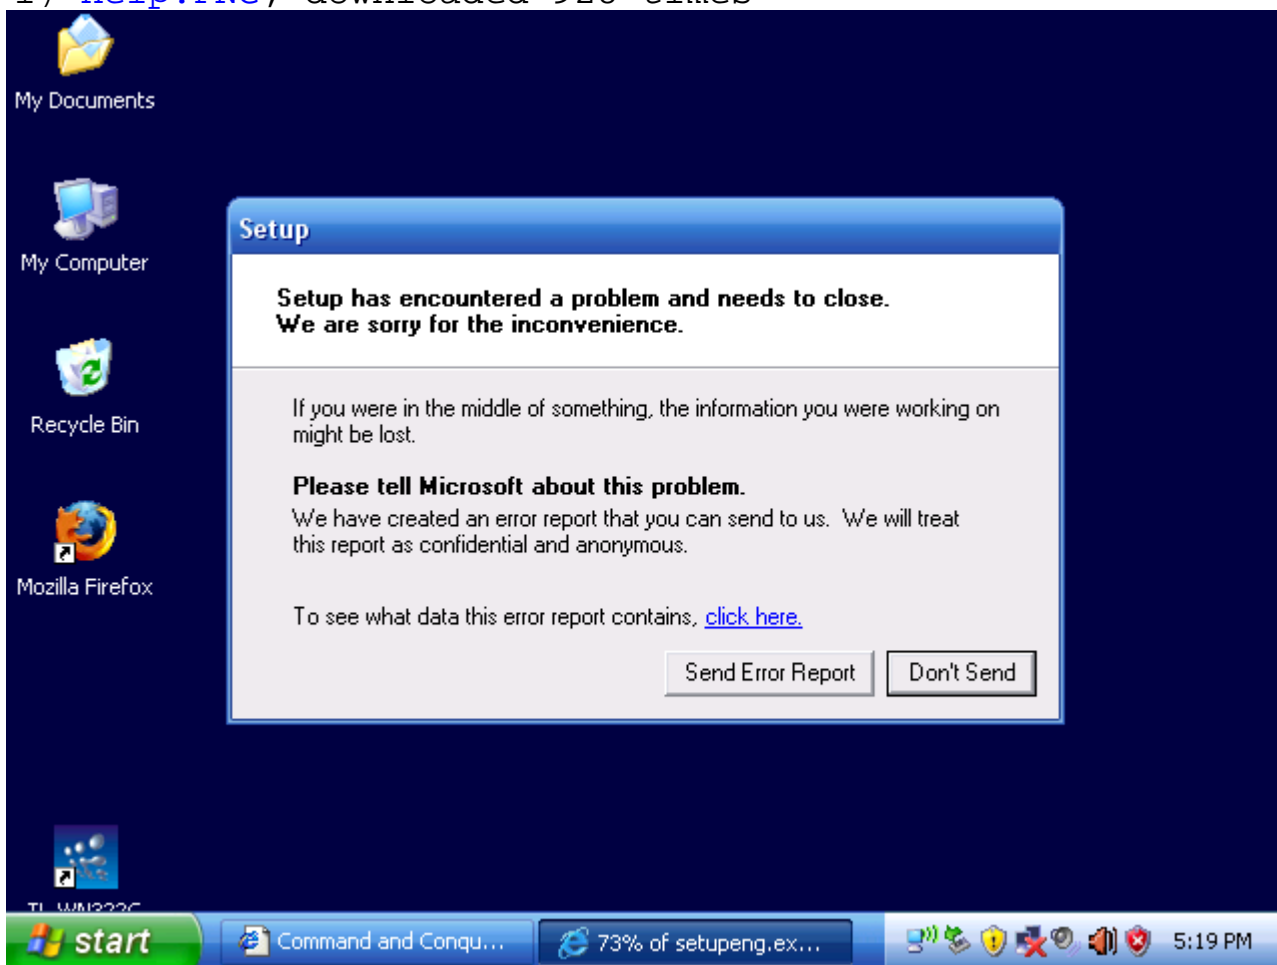 My Documents
My Computer
Recycle Bin
Mozilla Firefox
Setup
Setup has encountered a problem and needs to close.
We are sorry for the inconvenience.
If you were in the middle of something, the information you were working on
might be lost.
Please tell Microsoft about this problem.
We have created an error report that you can send to us. We will treat
this report as confidential and anonymous.
To see what data this error report contains, click here.
Send Error Report
Don't Send
start
Command and Conqu...
73% of setupeng.ex...
5:19 PM